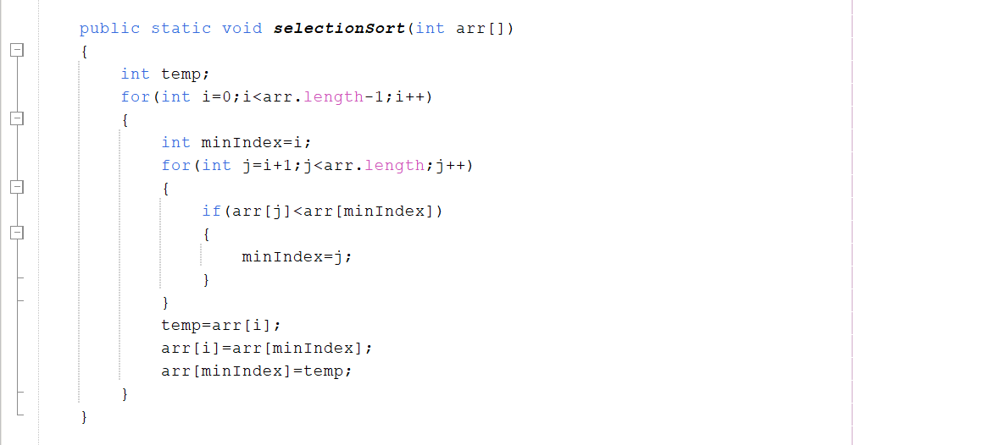 public static void selectionSort(int arr[])
{
int temp;
for(int i=0;i<arr.length-1;i++)
{
int minIndex=i;
for(int j=i+1;j<arr.length;j++)
{
if(arr[j]<arr[minIndex])
{
minIndex=j;
}
}
temp=arr[i];
arr[i]=arr[minIndex];
arr[minIndex]=temp;
}
}